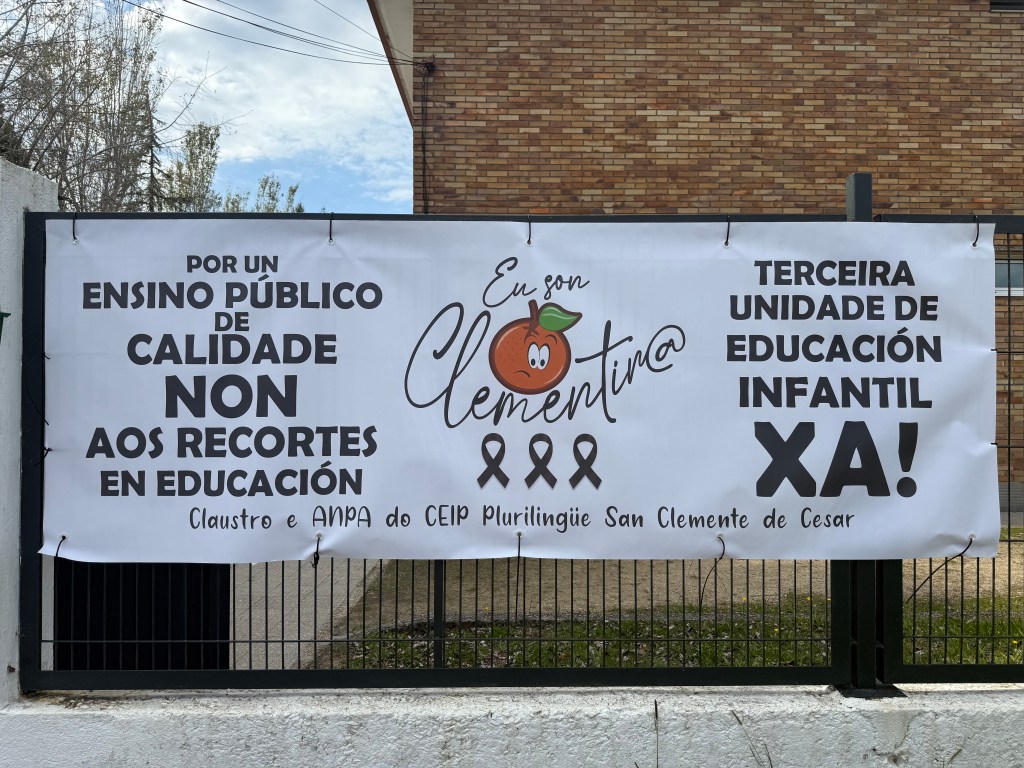 POR UN
ENSINO PÚBLICO
DE
CALIDADE
NON
AOS RECORTES
EN EDUCACIÓN
Eu son
Clementin@
TERCEIRA
UNIDADE DE
EDUCACIÓN
INFANTIL
XA!
Claustro e ANPA do CEIP Plurilingüe San Clemente de Cesar